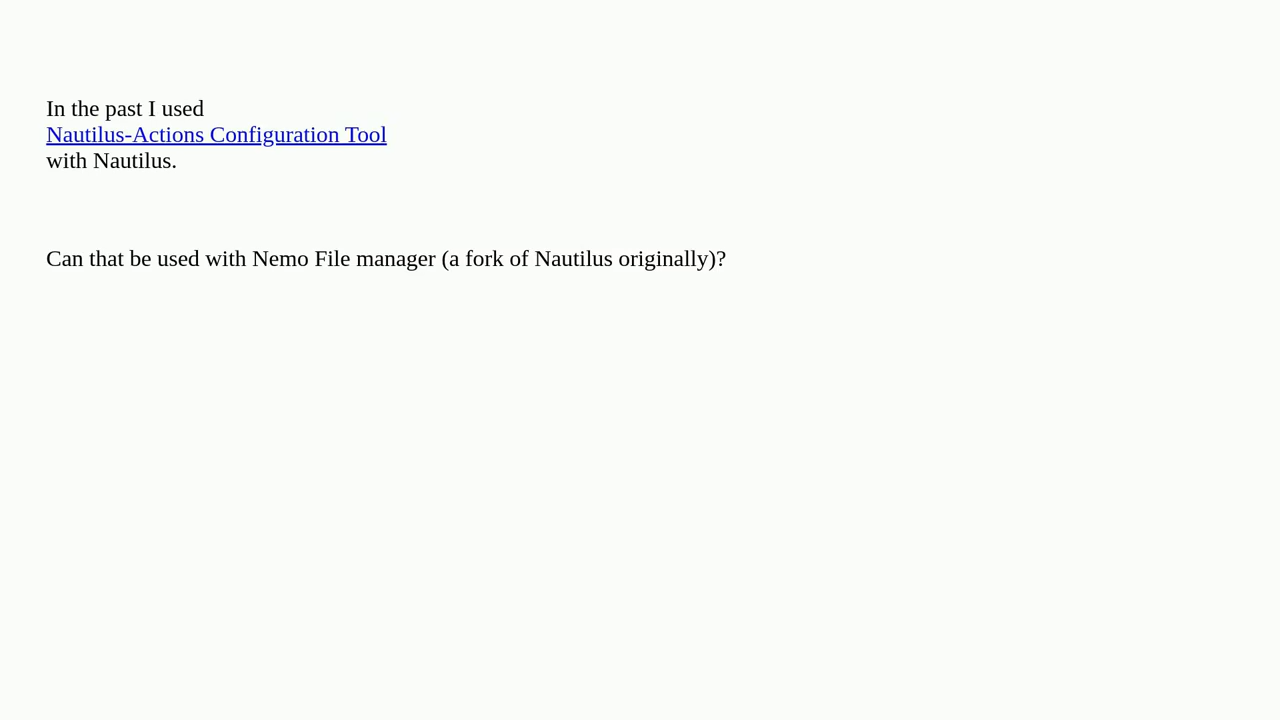 In the past I used
Nautilus-Actions Configuration Tool
with Nautilus.
Can that be used with Nemo File manager (a fork of Nautilus originally)?